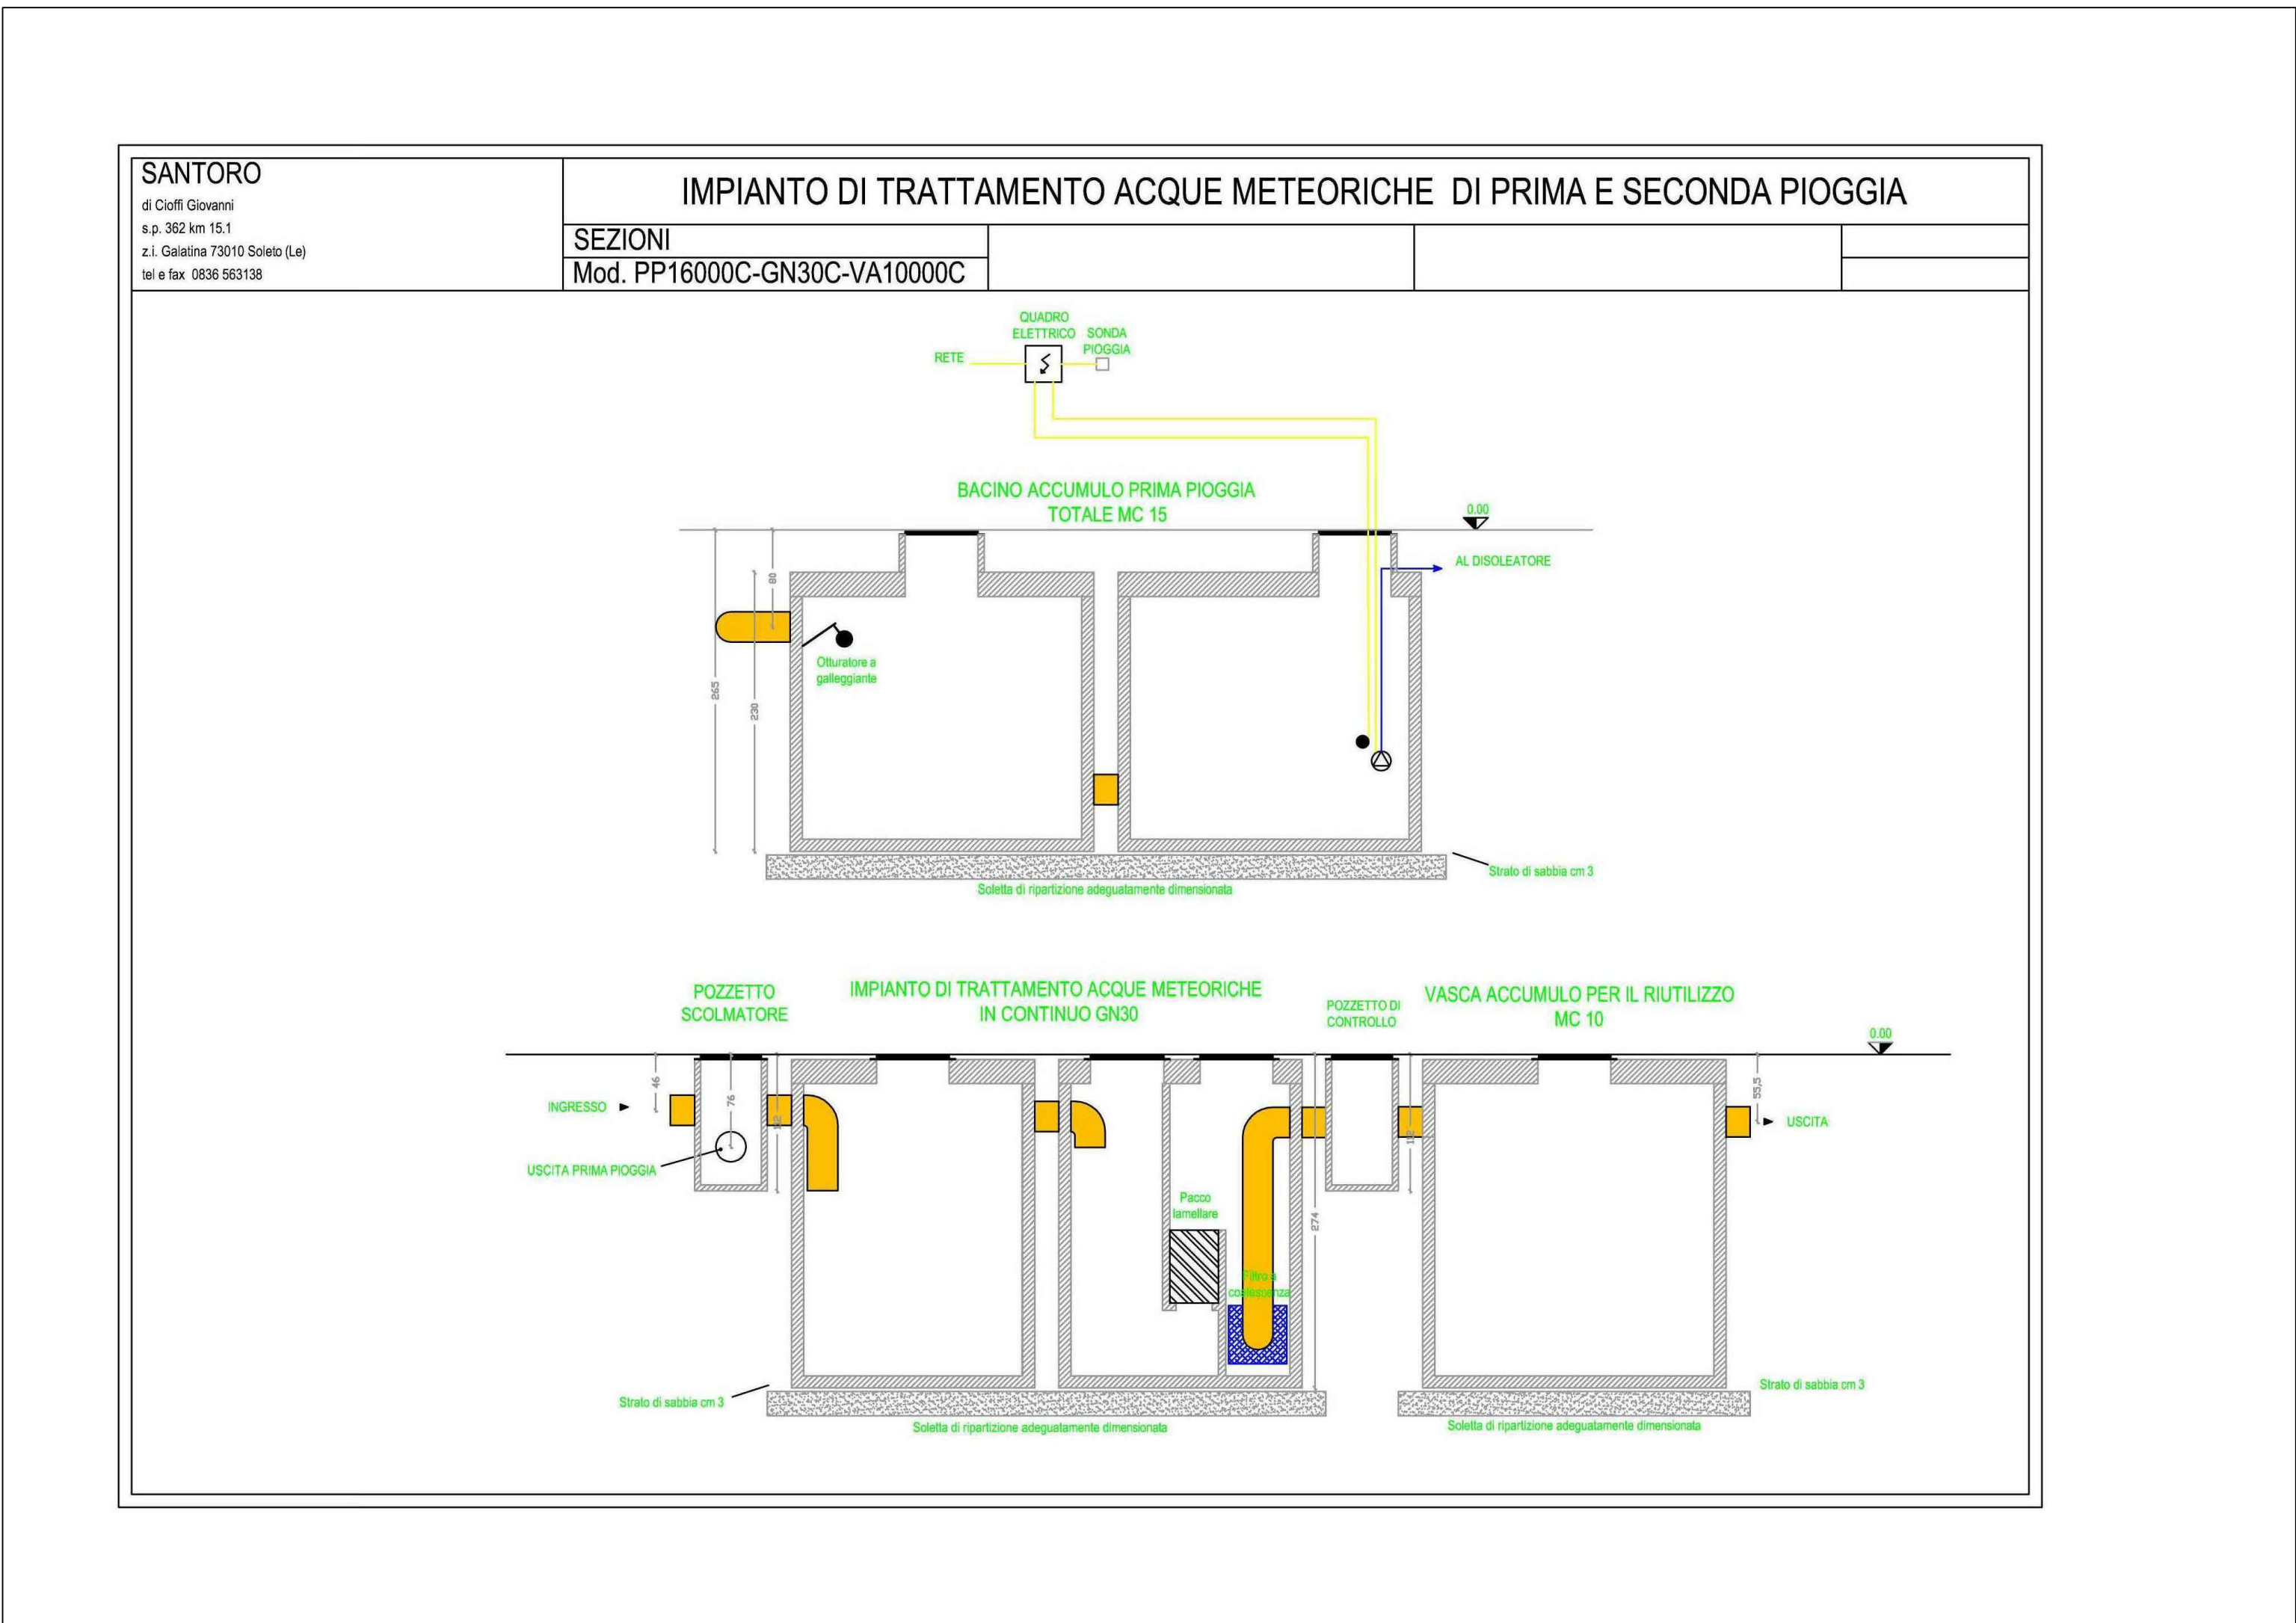 SANTORO
di Cioffi Giovanni
s.p. 362 km 15.1
z.i. Galatina 73010 Soleto (Le)
tel e fax 0836 563138
IMPIANTO DI TRATTAMENTO ACQUE METEORICHE DI PRIMA E SECONDA PIOGGIA
SEZIONI
Mod. PP16000C-GN30C-VA10000C
QUADRO
ELETTRICO
SONDA
PIOGGIA
RETE
BACINO ACCUMULO PRIMA PIOGGIA
TOTALE MC 15
0.00
AL DISOLEATORE
80
Otturatore a
galleggiante
265
230
Strato di sabbia cm 3
Soletta di ripartizione adeguatamente dimensionata
POZZETTO
SCOLMATORE
IMPIANTO DI TRATTAMENTO ACQUE METEORICHE
IN CONTINUO GN30
POZZETTO DI
CONTROLLO
VASCA ACCUMULO PER IL RIUTILIZZO
MC 10
0.00
46
76
55,5
INGRESSO
USCITA
USCITA PRIMA PIOGGIA
Pacco
lamellare
274
Filtro a
coalescenza
Strato di sabbia cm 3
Strato di sabbia cm 3
Soletta di ripartizione adeguatamente dimensionata
Soletta di ripartizione adeguatamente dimensionata